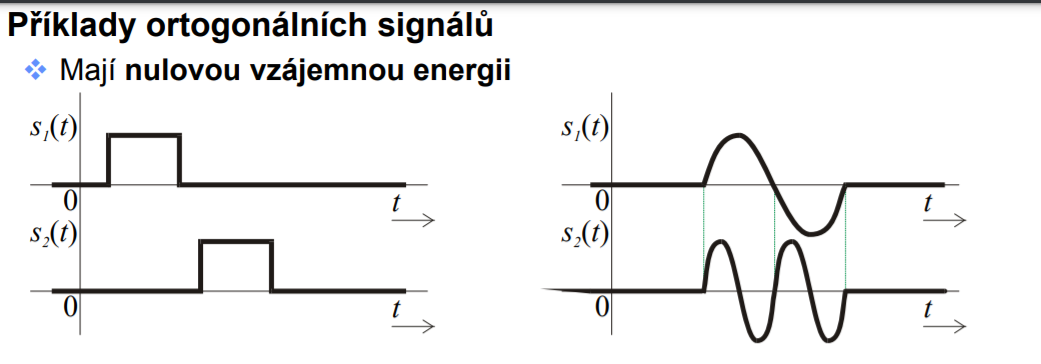 Příklady ortogonálních signálů
Mají nulovou vzájemnou energii
s₁(t)
0
t
s₂(t)
0
t
s₁(t)
0
t
s₂(t)
0
t